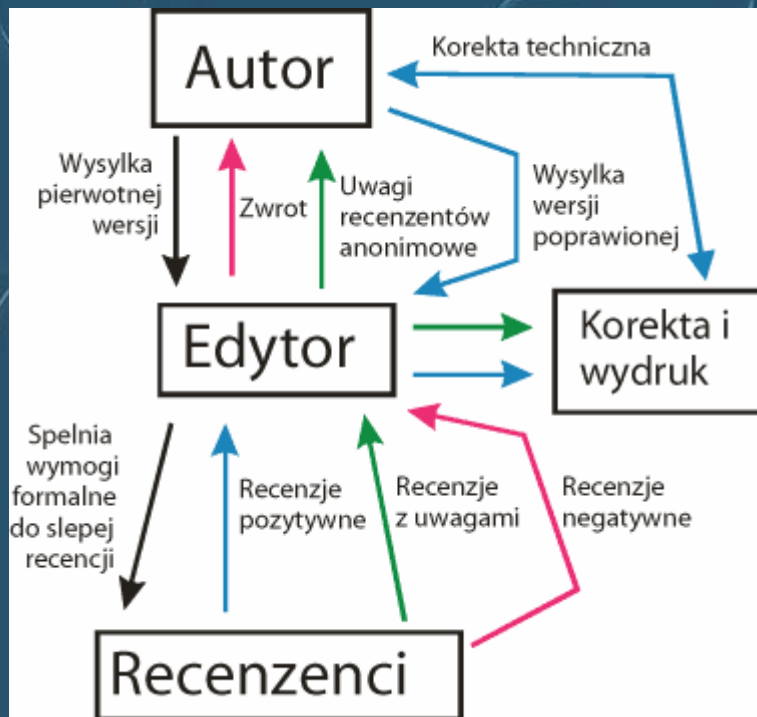 Autor
Korekta techniczna
Wysylka
pierwotnej
wersji
Zwrot
Uwagi
recenzentów
anonimowe
Wysylka
wersji
poprawionej
Edytor
Korekta i
wydruk
Spelnia
wymogi
formalne
do slepej
recencji
Recenzje
pozytywne
Recenzje
z uwagami
Recenzje
negatywne
Recenzenci